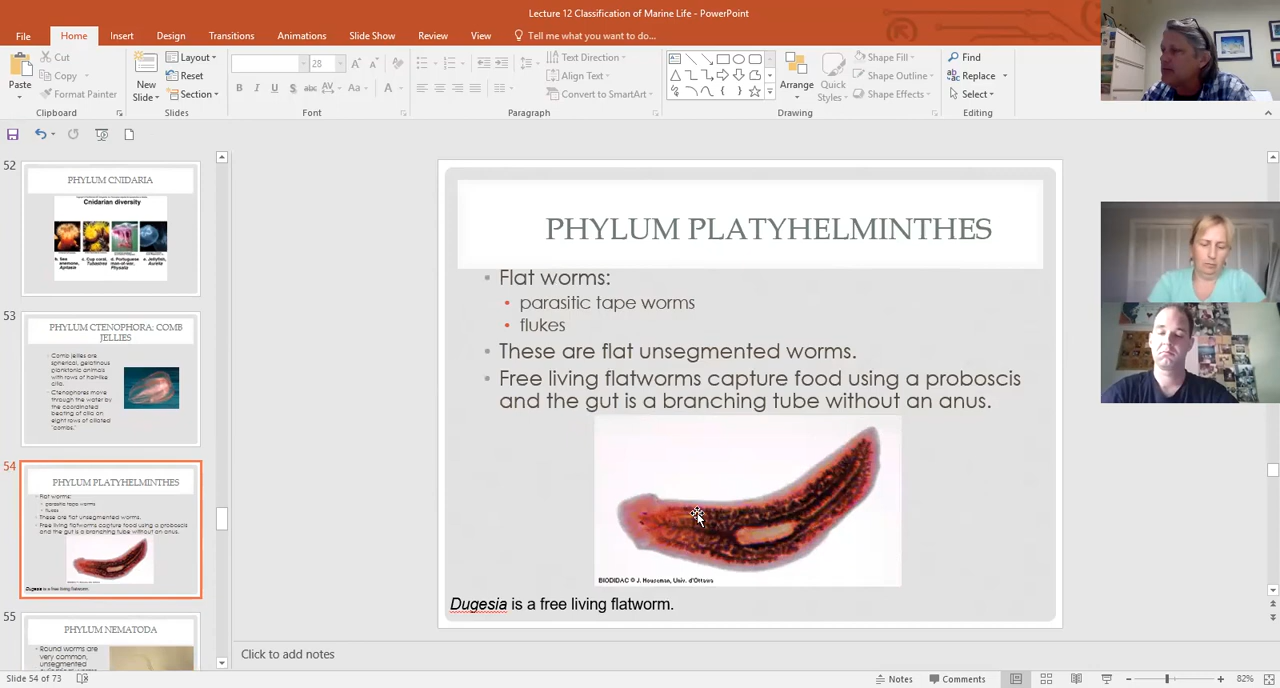 Lecture 12 Classification of Marine Life - PowerPoint
File Home Insert Design Transitions Animations Slide Show Review View Tell me what you want to do...
Paste
Cut
Copy
Format Painter
Clipboard
New
Slide
Layout
Reset
Section
Slides
28
B I U S abc AV Aa A
Font
Text Direction
Align Text
Convert to SmartArt
Paragraph
Arrange
Quick
Styles
Shape Fill
Shape Outline
Shape Effects
Drawing
Find
Replace
Select
Editing
52
PHYLUM CNIDARIA
Cnidarian diversity
53
PHYLUM CTENOPHORA: COMB
JELLIES
Comb jellies are
spherical, gelatinous
planktonic animals
with rows of hairlike
cilia.
Ctenophores move
through the water by
the coordinated
beating of cilia on
eight rows of ciliated
"combs."
54
PHYLUM PLATYHELMINTHES
Flat worms:
parasitic tape worms
flukes
These are flat unsegmented worms.
Free living flatworms capture food using a proboscis
and the gut is a branching tube without an anus.
Dugesia is a free living flatworm.
55
PHYLUM NEMATODA
Round worms are
very common,
unsegmented
PHYLUM PLATYHELMINTHES
• Flat worms:
• parasitic tape worms
• flukes
• These are flat unsegmented worms.
• Free living flatworms capture food using a proboscis
and the gut is a branching tube without an anus.
BIODIDAC © J. Houseman, Univ. d'Ottawa
Dugesia is a free living flatworm.
Click to add notes
Slide 54 of 73
Notes
Comments
82%